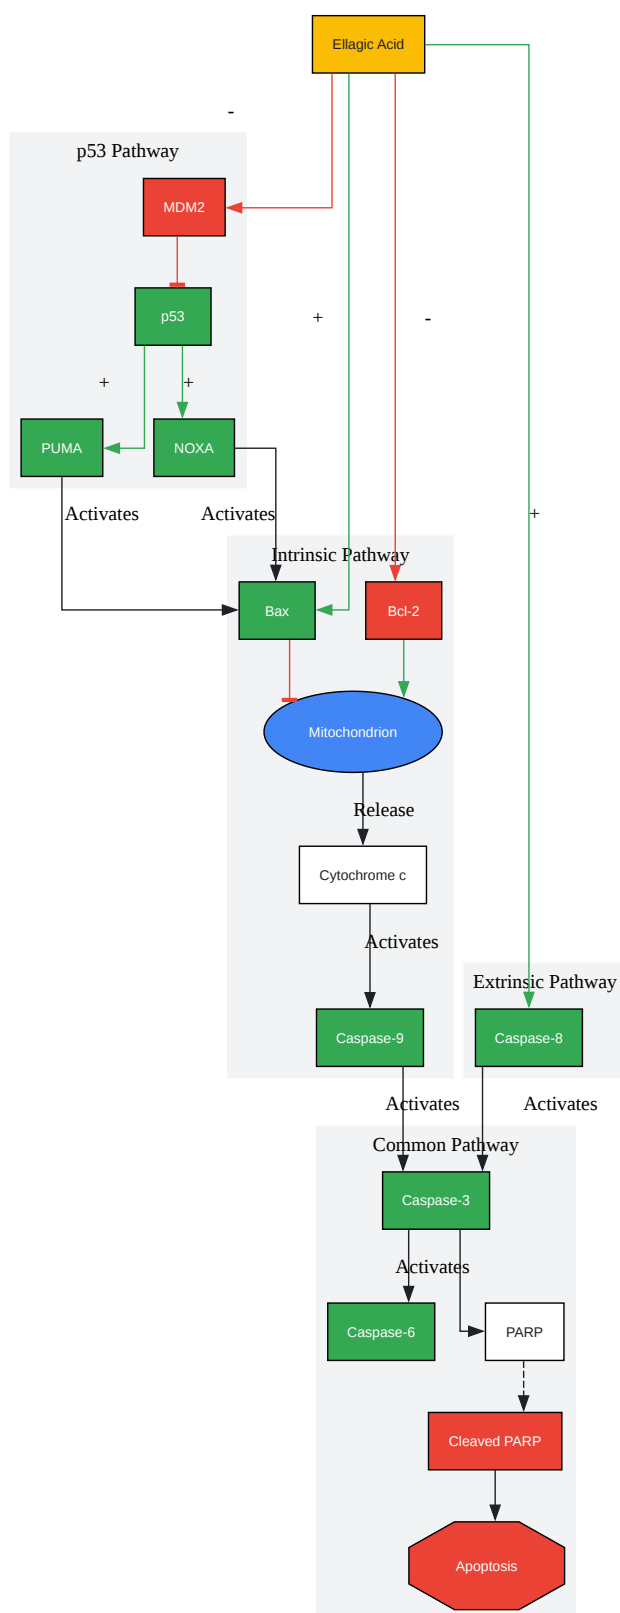 Ellagic Acid
-
p53 Pathway
MDM2
p53
+
-
+
+
PUMA
NOXA
Activates
Activates
+
Intrinsic Pathway
Bax
Bcl-2
Mitochondrion
Release
Cytochrome c
Activates
Extrinsic Pathway
Caspase-9
Caspase-8
Activates
Activates
Common Pathway
Caspase-3
Activates
Caspase-6
PARP
Cleaved PARP
Apoptosis